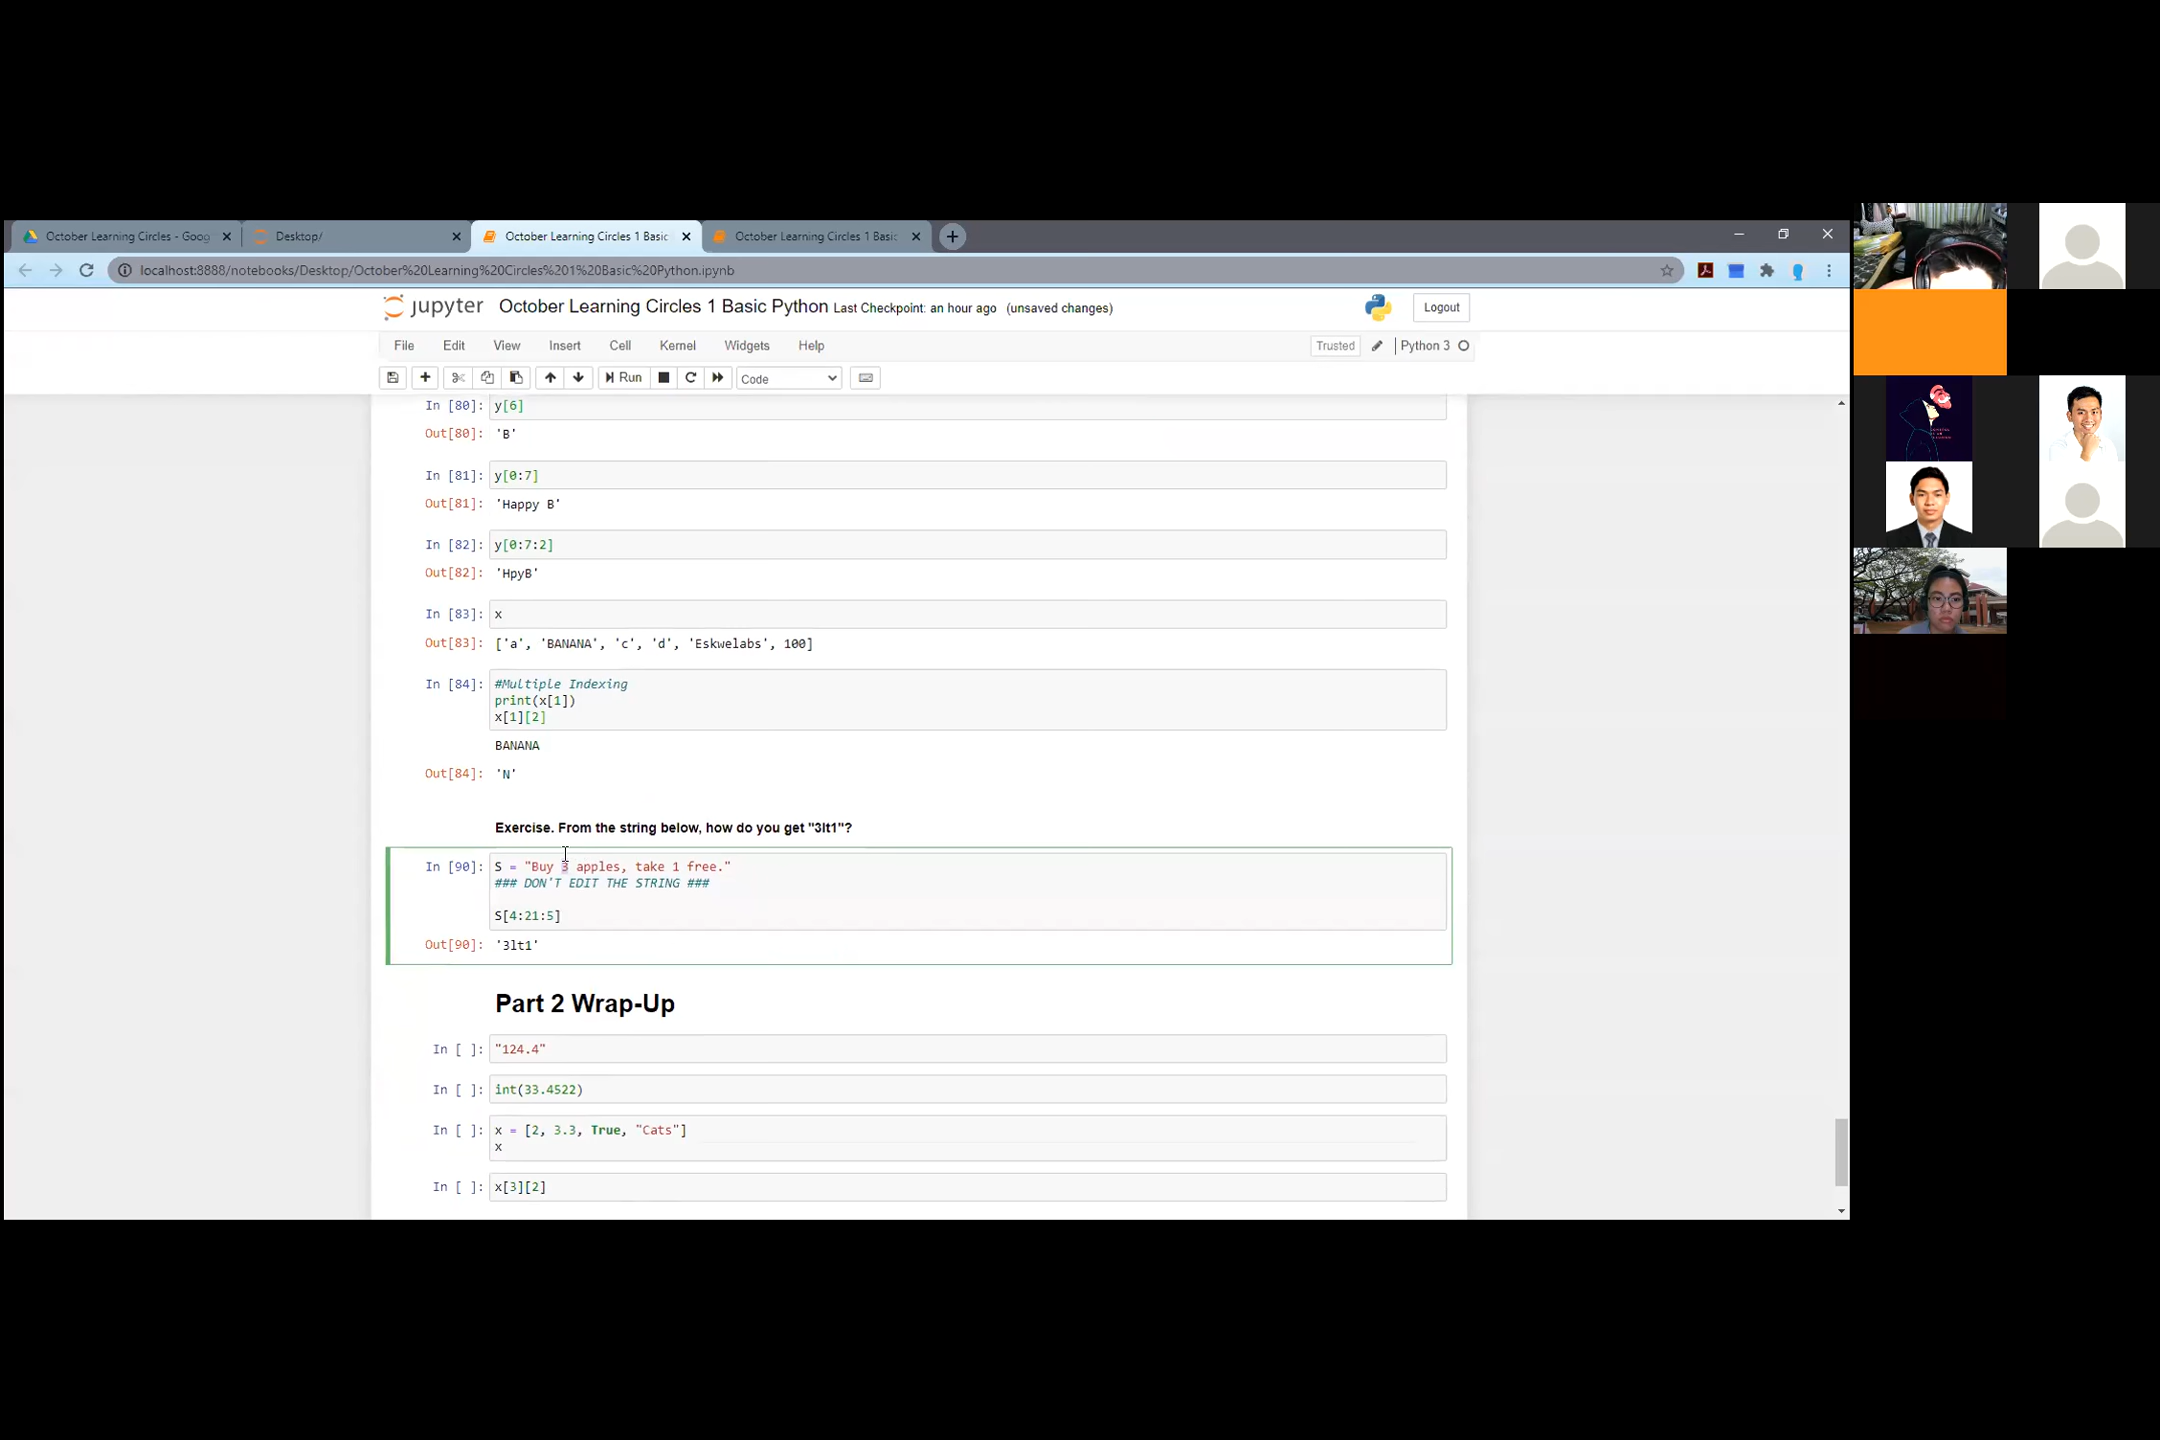 October Learning Circles - Goog
Desktop/
October Learning Circles 1 Basic
October Learning Circles 1 Basic
localhost:8888/notebooks/Desktop/October%20Learning%20Circles%201%20Basic%20Python.ipynb
jupyter October Learning Circles 1 Basic Python Last Checkpoint: an hour ago (unsaved changes)
Logout
File Edit View Insert Cell Kernel Widgets Help
Trusted Python 3
Run Code
In [80]: y[6]
Out[80]: 'B'
In [81]: y[0:7]
Out[81]: 'Happy B'
In [82]: y[0:7:2]
Out[82]: 'HpyB'
In [83]: x
Out[83]: ['a', 'BANANA', 'c', 'd', 'Eskwelabs', 100]
In [84]: #Multiple Indexing
print(x[1])
x[1][2]
BANANA
Out[84]: 'N'
Exercise. From the string below, how do you get "3lt1"?
In [90]: S = "Buy 3 apples, take 1 free."
### DON'T EDIT THE STRING ###
S[4:21:5]
Out[90]: '3lt1'
Part 2 Wrap-Up
In [ ]: "124.4"
In [ ]: int(33.4522)
In [ ]: x = [2, 3.3, True, "Cats"]
x
In [ ]: x[3][2]